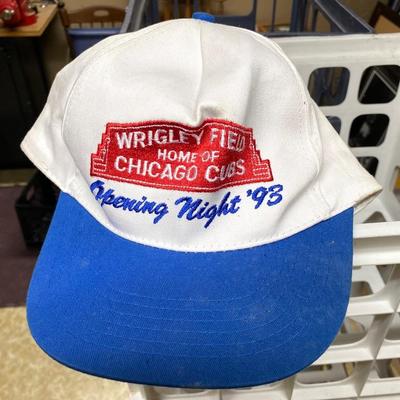 WRIGLEY FIELD
HOME OF
CHICAGO CUBS
Opening Night '93